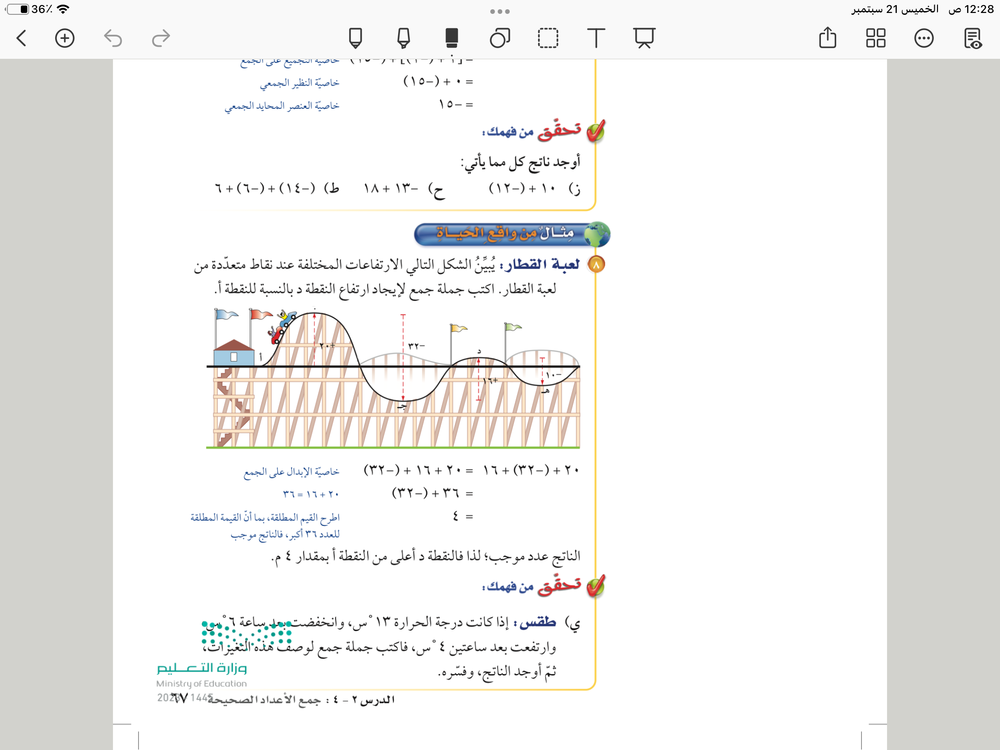 36٪
الخميس 21 سبتمبر 12:28 ص
خاصيّة التجميع على الجمع
= ٠ + (−١٥) خاصيّة النظير الجمعي
= −١٥ خاصيّة العنصر المحايد الجمعي
تحقَّق من فهمك:
أوجد ناتج كل مما يأتي:
ز) ١٠ + (−١٢) ح) −١٣ + ١٨ ط) (−١٤) + (−٦) + ٦
مِثـالٌ مِن واقِعِ الحَيـاةِ
٨ لعبة القطار: يُبيِّنُ الشكل التالي الارتفاعات المختلفة عند نقاط متعدّدة من
لعبة القطار. اكتب جملة جمع لإيجاد ارتفاع النقطة د بالنسبة للنقطة أ.
أ
+٢٠
−٣٢
جـ
د
+١٦
−١٠
هـ
٢٠ + (−٣٢) + ١٦ = ٢٠ + ١٦ + (−٣٢) خاصيّة الإبدال على الجمع
= ٣٦ + (−٣٢) ٢٠ + ١٦ = ٣٦
= ٤ اطرح القيم المطلقة، بما أنّ القيمة المطلقة
للعدد ٣٦ أكبر، فالناتج موجب
الناتج عدد موجب؛ لذا فالنقطة د أعلى من النقطة أ بمقدار ٤ م.
تحقَّق من فهمك:
ي) طقس: إذا كانت درجة الحرارة ١٣ °س، وانخفضت بعد ساعة ٦ °س
وارتفعت بعد ساعتين ٤ °س، فاكتب جملة جمع لوصف هذه التغيرات،
ثمّ أوجد الناتج، وفسّره.
وزارة التعـليم
Ministry of Education
2023 - 1445
الدرس ٢ - ٤ : جمع الأعداد الصحيحة ٦٧